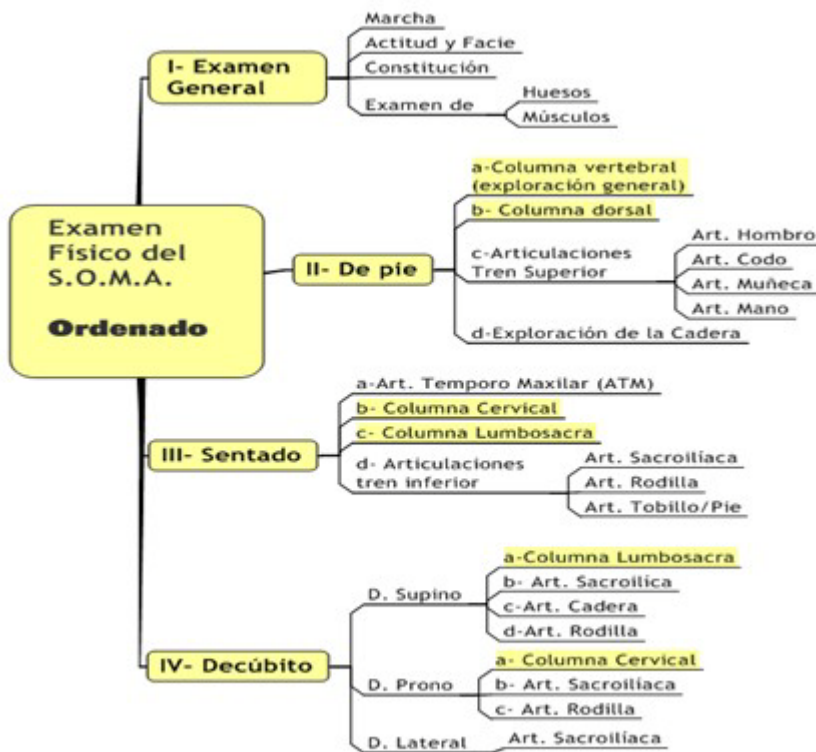 Examen
Físico del
S.O.M.A.
Ordenado
I- Examen
General
Marcha
Actitud y Facie
Constitución
Examen de
Huesos
Músculos
II- De pie
a-Columna vertebral
(exploración general)
b- Columna dorsal
c-Articulaciones
Tren Superior
Art. Hombro
Art. Codo
Art. Muñeca
Art. Mano
d-Exploración de la Cadera
III- Sentado
a-Art. Temporo Maxilar (ATM)
b- Columna Cervical
c- Columna Lumbosacra
d- Articulaciones
tren inferior
Art. Sacroilíaca
Art. Rodilla
Art. Tobillo/Pie
IV- Decúbito
D. Supino
a-Columna Lumbosacra
b- Art. Sacroilíca
c-Art. Cadera
d-Art. Rodilla
D. Prono
a- Columna Cervical
b- Art. Sacroilíaca
c- Art. Rodilla
D. Lateral
Art. Sacroilíaca